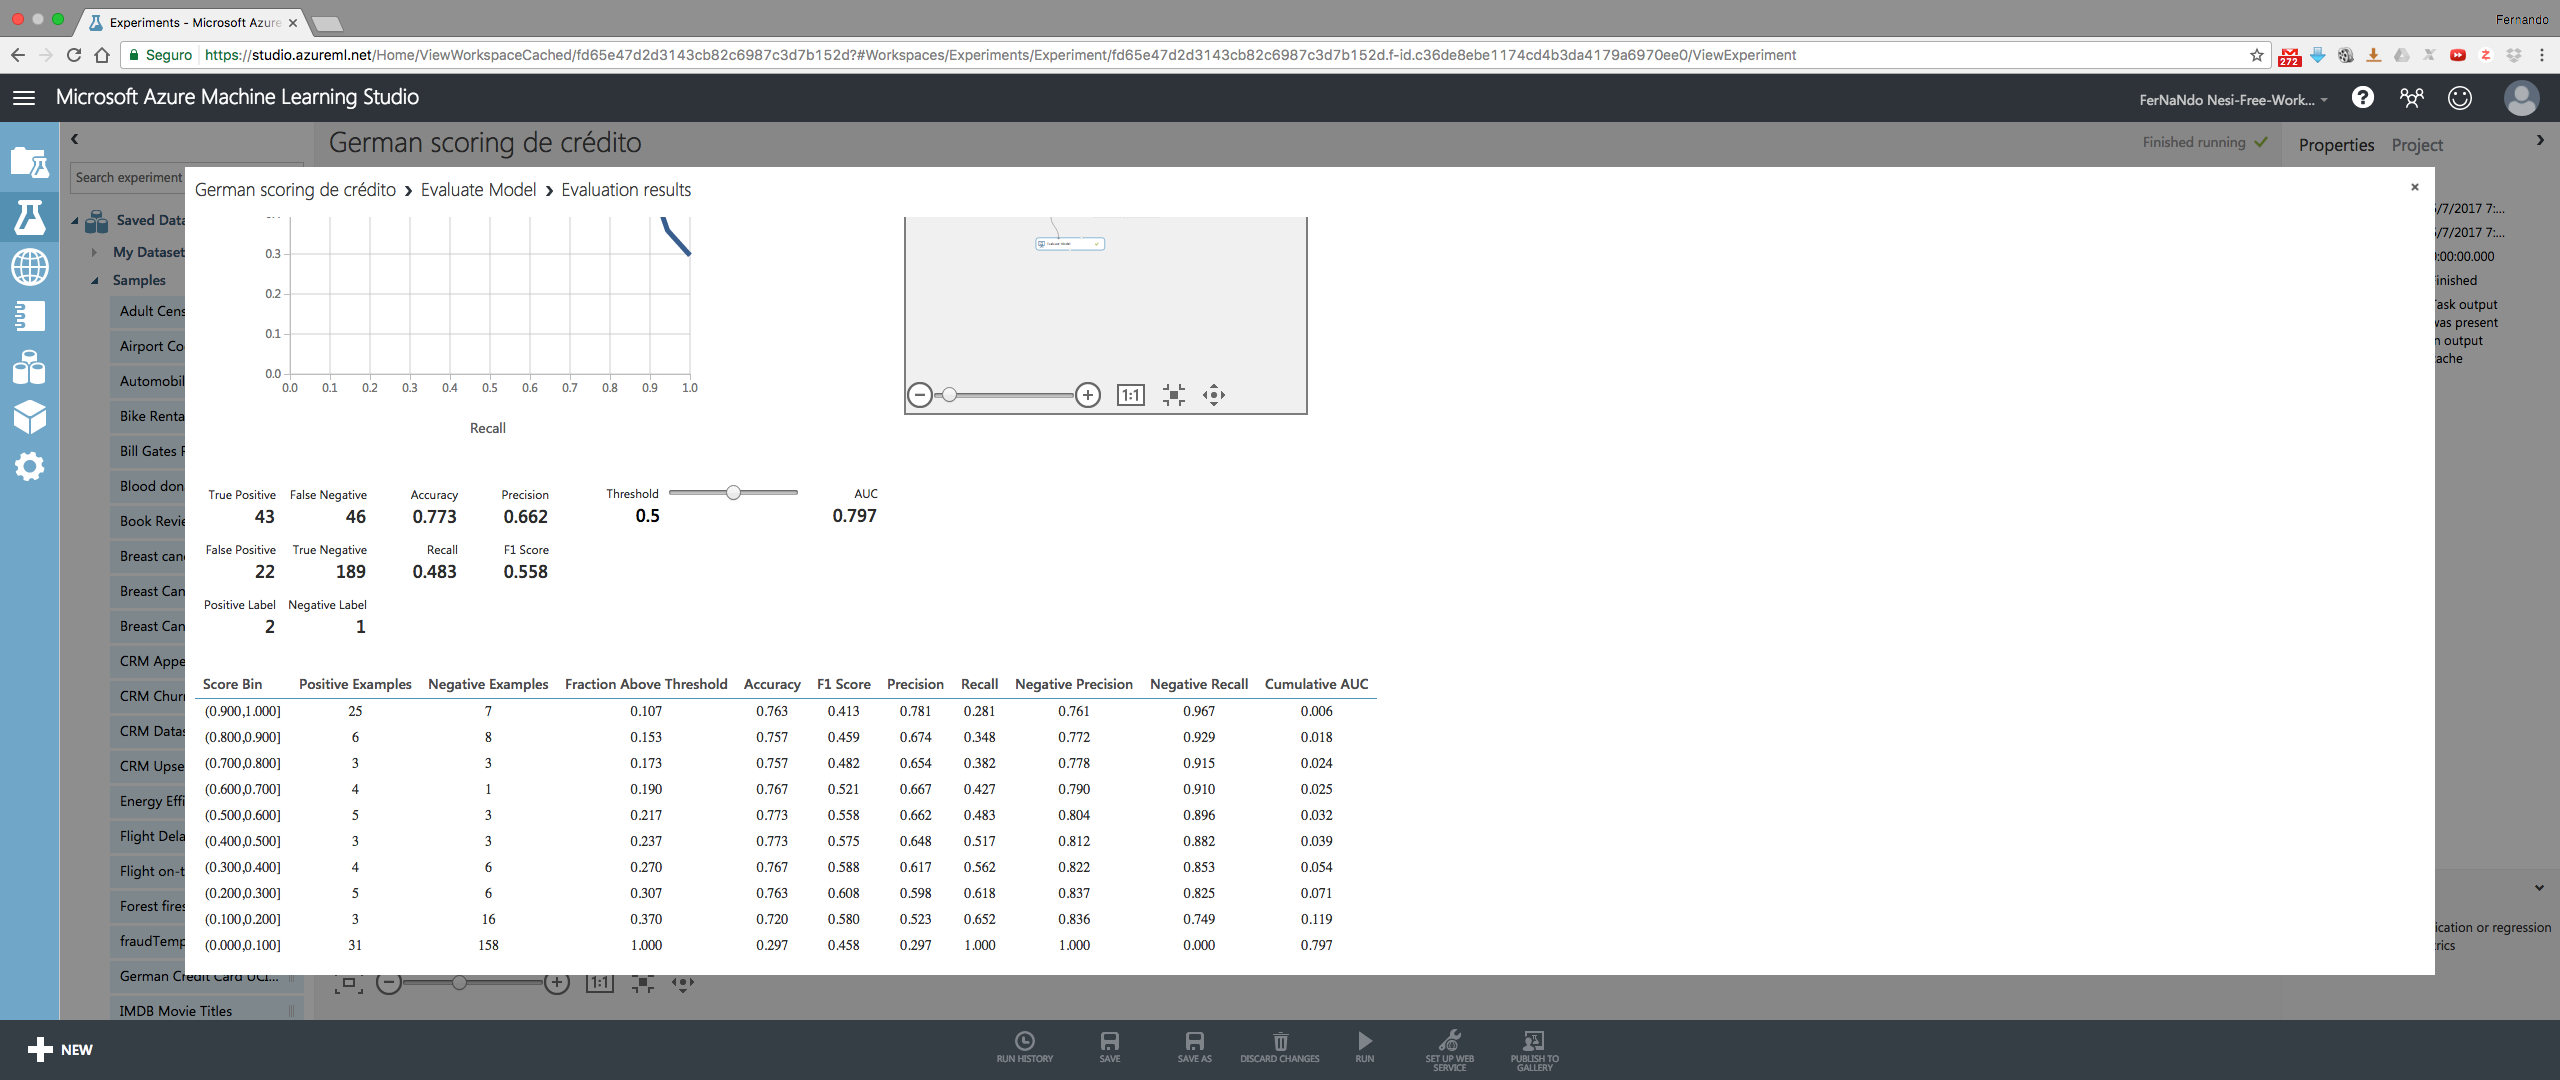 Experiments - Microsoft Azure
Fernando
Seguro
https://studio.azureml.net/Home/ViewWorkspaceCached/fd65e47d2d3143cb82c6987c3d7b152d?#Workspaces/Experiments/Experiment/fd65e47d2d3143cb82c6987c3d7b152d.f-id.c36de8ebe1174cd4b3da4179a6970ee0/ViewExperiment
272
Microsoft Azure Machine Learning Studio
FerNaNdo Nesi-Free-Work...
German scoring de crédito
Finished running
Properties Project
Search experiment
Saved Data
My Dataset
Samples
Adult Cens
Airport Co
Automobil
Bike Renta
Bill Gates R
Blood don
Book Revie
Breast can
Breast Can
Breast Can
CRM Appe
CRM Chur
CRM Datas
CRM Upse
Energy Effi
Flight Dela
Flight on-t
Forest fires
fraudTemp
German Credit Card UCI...
IMDB Movie Titles
German scoring de crédito > Evaluate Model > Evaluation results
0.3
0.2
0.1
0.0
0.0 0.1 0.2 0.3 0.4 0.5 0.6 0.7 0.8 0.9 1.0
Recall
Evaluate Model
1:1
True Positive False Negative Accuracy Precision Threshold AUC
43 46 0.773 0.662 0.5 0.797
False Positive True Negative Recall F1 Score
22 189 0.483 0.558
Positive Label Negative Label
2 1
Score Bin Positive Examples Negative Examples Fraction Above Threshold Accuracy F1 Score Precision Recall Negative Precision Negative Recall Cumulative AUC
(0.900,1.000] 25 7 0.107 0.763 0.413 0.781 0.281 0.761 0.967 0.006
(0.800,0.900] 6 8 0.153 0.757 0.459 0.674 0.348 0.772 0.929 0.018
(0.700,0.800] 3 3 0.173 0.757 0.482 0.654 0.382 0.778 0.915 0.024
(0.600,0.700] 4 1 0.190 0.767 0.521 0.667 0.427 0.790 0.910 0.025
(0.500,0.600] 5 3 0.217 0.773 0.558 0.662 0.483 0.804 0.896 0.032
(0.400,0.500] 3 3 0.237 0.773 0.575 0.648 0.517 0.812 0.882 0.039
(0.300,0.400] 4 6 0.270 0.767 0.588 0.617 0.562 0.822 0.853 0.054
(0.200,0.300] 5 6 0.307 0.763 0.608 0.598 0.618 0.837 0.825 0.071
(0.100,0.200] 3 16 0.370 0.720 0.580 0.523 0.652 0.836 0.749 0.119
(0.000,0.100] 31 158 1.000 0.297 0.458 0.297 1.000 1.000 0.000 0.797
/7/2017 7:...
/7/2017 7:...
:00:00.000
inished
ask output
was present
n output
ache
ication or regression
rics
1:1
NEW
RUN HISTORY
SAVE
SAVE AS
DISCARD CHANGES
RUN
SET UP WEB
SERVICE
PUBLISH TO
GALLERY